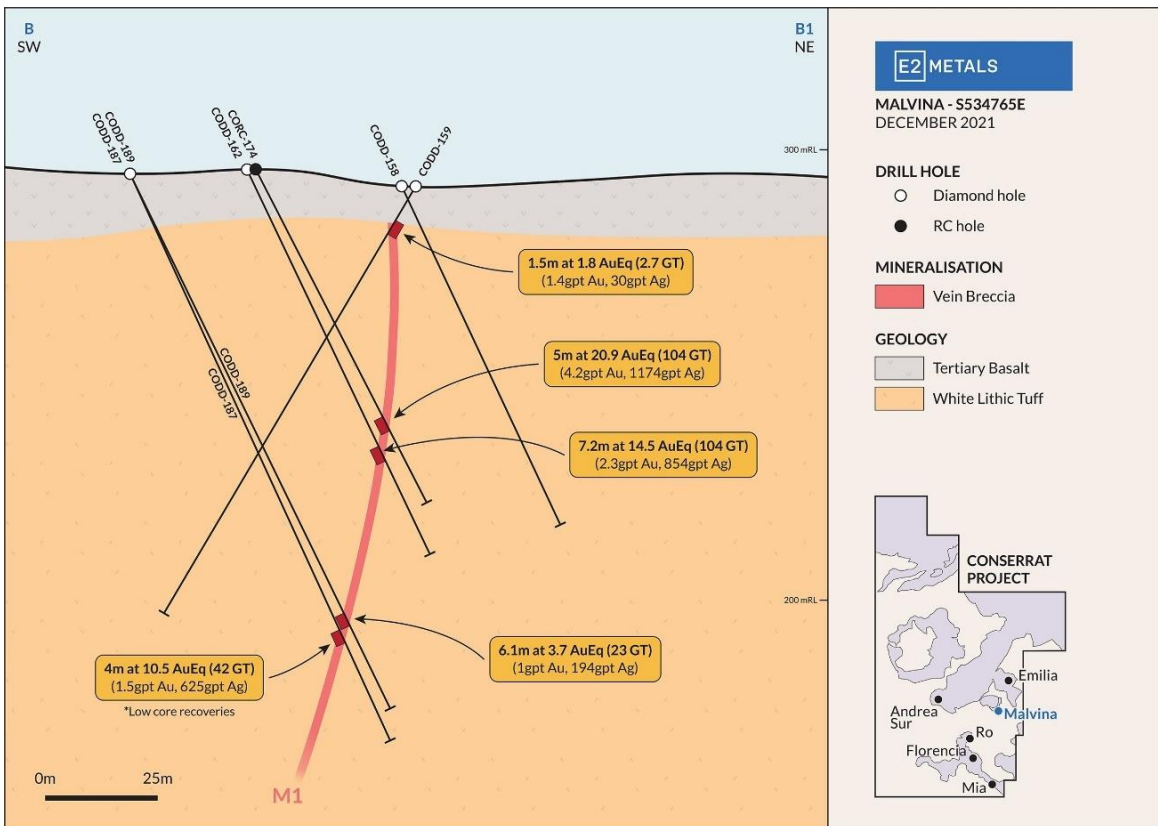 B
SW
B1
NE
CODD-189
CODD-187
CORC-174
CODD-162
CODD-158
CODD-159
300 mRL
1.5m at 1.8 AuEq (2.7 GT)
(1.4gpt Au, 30gpt Ag)
5m at 20.9 AuEq (104 GT)
(4.2gpt Au, 1174gpt Ag)
CODD-189
CODD-187
7.2m at 14.5 AuEq (104 GT)
(2.3gpt Au, 854gpt Ag)
200 mRL
6.1m at 3.7 AuEq (23 GT)
(1gpt Au, 194gpt Ag)
4m at 10.5 AuEq (42 GT)
(1.5gpt Au, 625gpt Ag)
*Low core recoveries
0m 25m
M1
E2 METALS
MALVINA - S534765E
DECEMBER 2021
DRILL HOLE
Diamond hole
RC hole
MINERALISATION
Vein Breccia
GEOLOGY
Tertiary Basalt
White Lithic Tuff
CONSERRAT
PROJECT
Emilia
Andrea
Sur
Malvina
Ro
Florencia
Mia